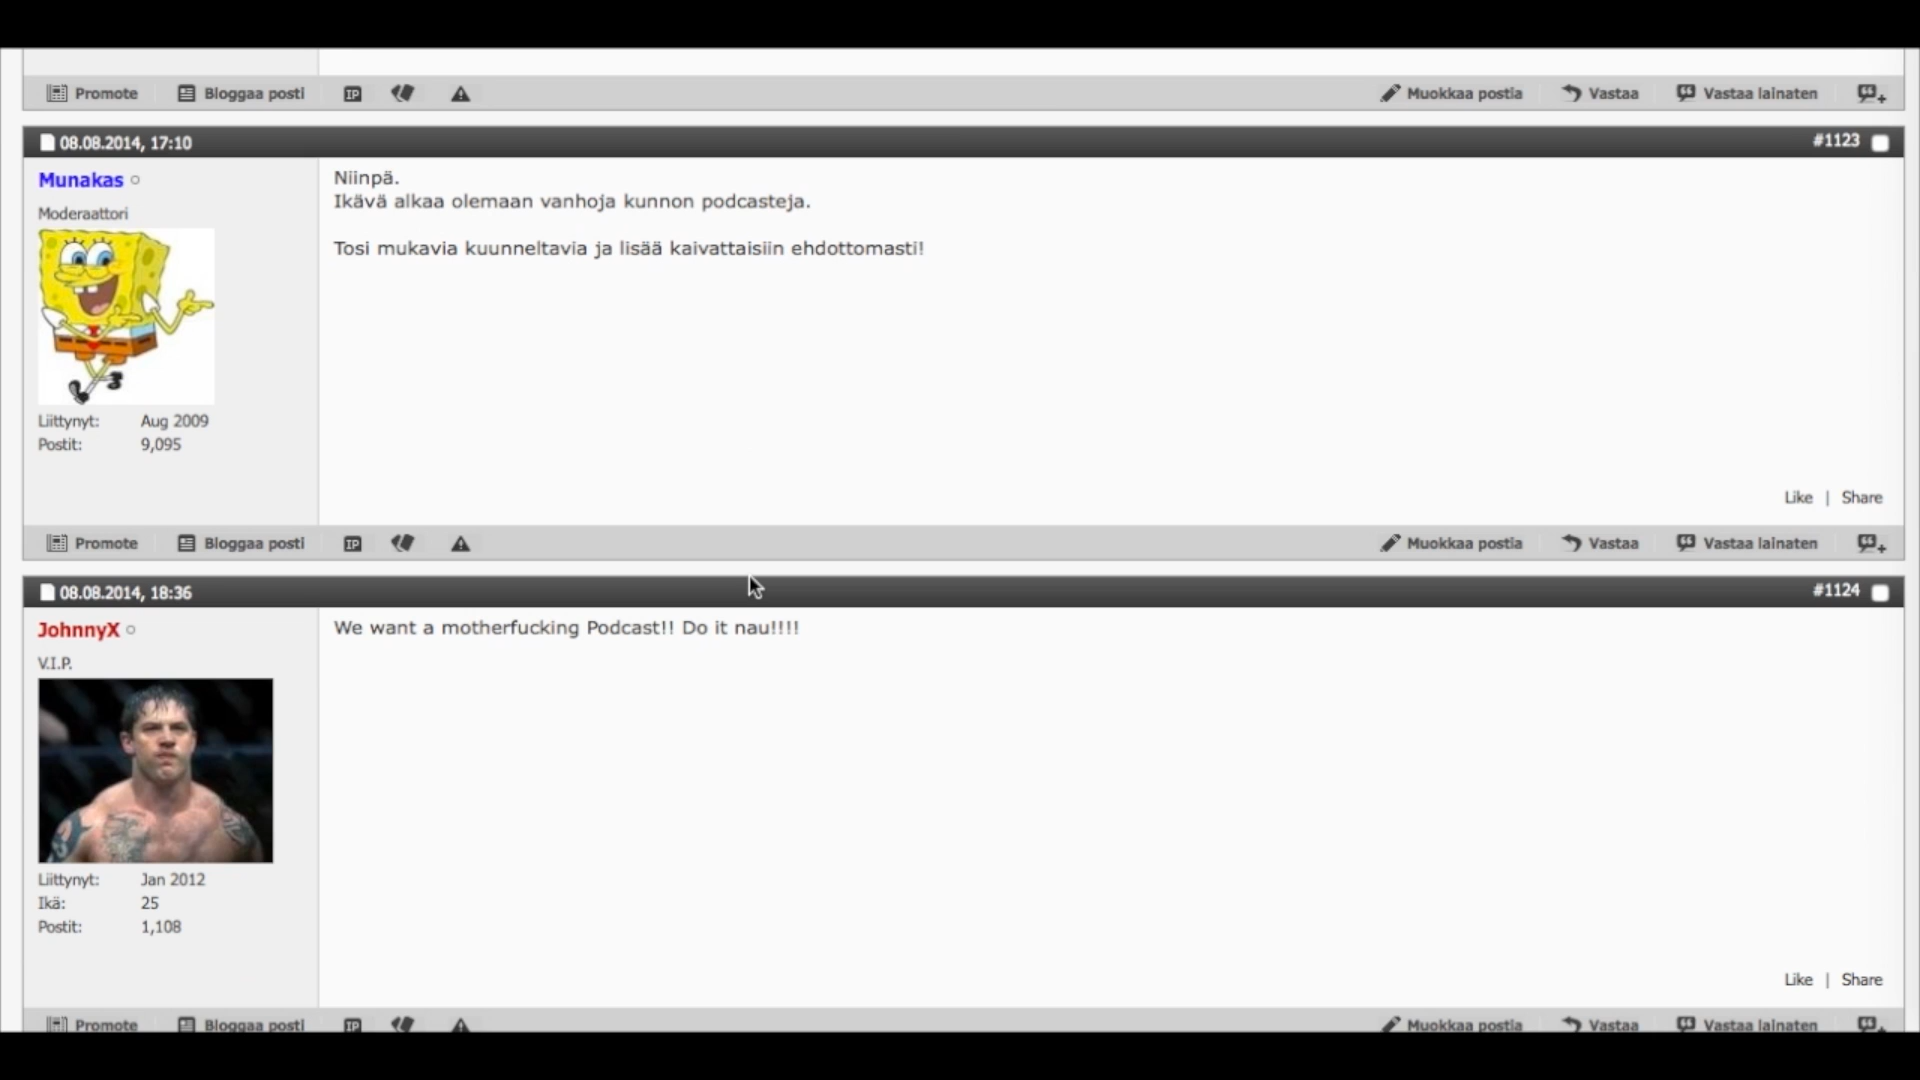 Promote Bloggaa posti IP Muokkaa postia Vastaa Vastaa lainaten
08.08.2014, 17:10 #1123
Munakas
Moderaattori
Niinpä.
Ikävä alkaa olemaan vanhoja kunnon podcasteja.
Tosi mukavia kuunneltavia ja lisää kaivattaisiin ehdottomasti!
Liittynyt: Aug 2009
Postit: 9,095
Like | Share
Promote Bloggaa posti IP Muokkaa postia Vastaa Vastaa lainaten
08.08.2014, 18:36 #1124
JohnnyX
V.I.P.
We want a motherfucking Podcast!! Do it nau!!!!
Liittynyt: Jan 2012
Ikä: 25
Postit: 1,108
Like | Share
Promote Bloggaa posti IP Muokkaa postia Vastaa Vastaa lainaten